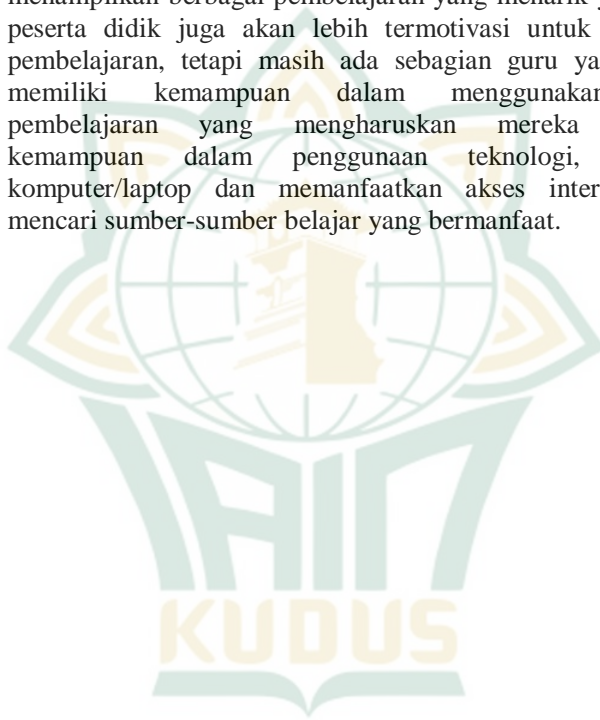 menampilkan berbagai pembelajaran yang menarik
peserta didik juga akan lebih termotivasi untuk
pembelajaran, tetapi masih ada sebagian guru
memiliki kemampuan dalam menggunakan
pembelajaran yang mengharuskan mereka
kemampuan dalam penggunaan teknologi,
komputer/laptop dan memanfaatkan akses
mencari sumber-sumber belajar yang bermanfaat.
IAIN
KUDUS